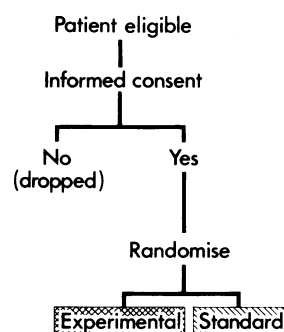 Patient eligible
Informed consent
No Yes
(dropped)
Randomise
Experimental Standard